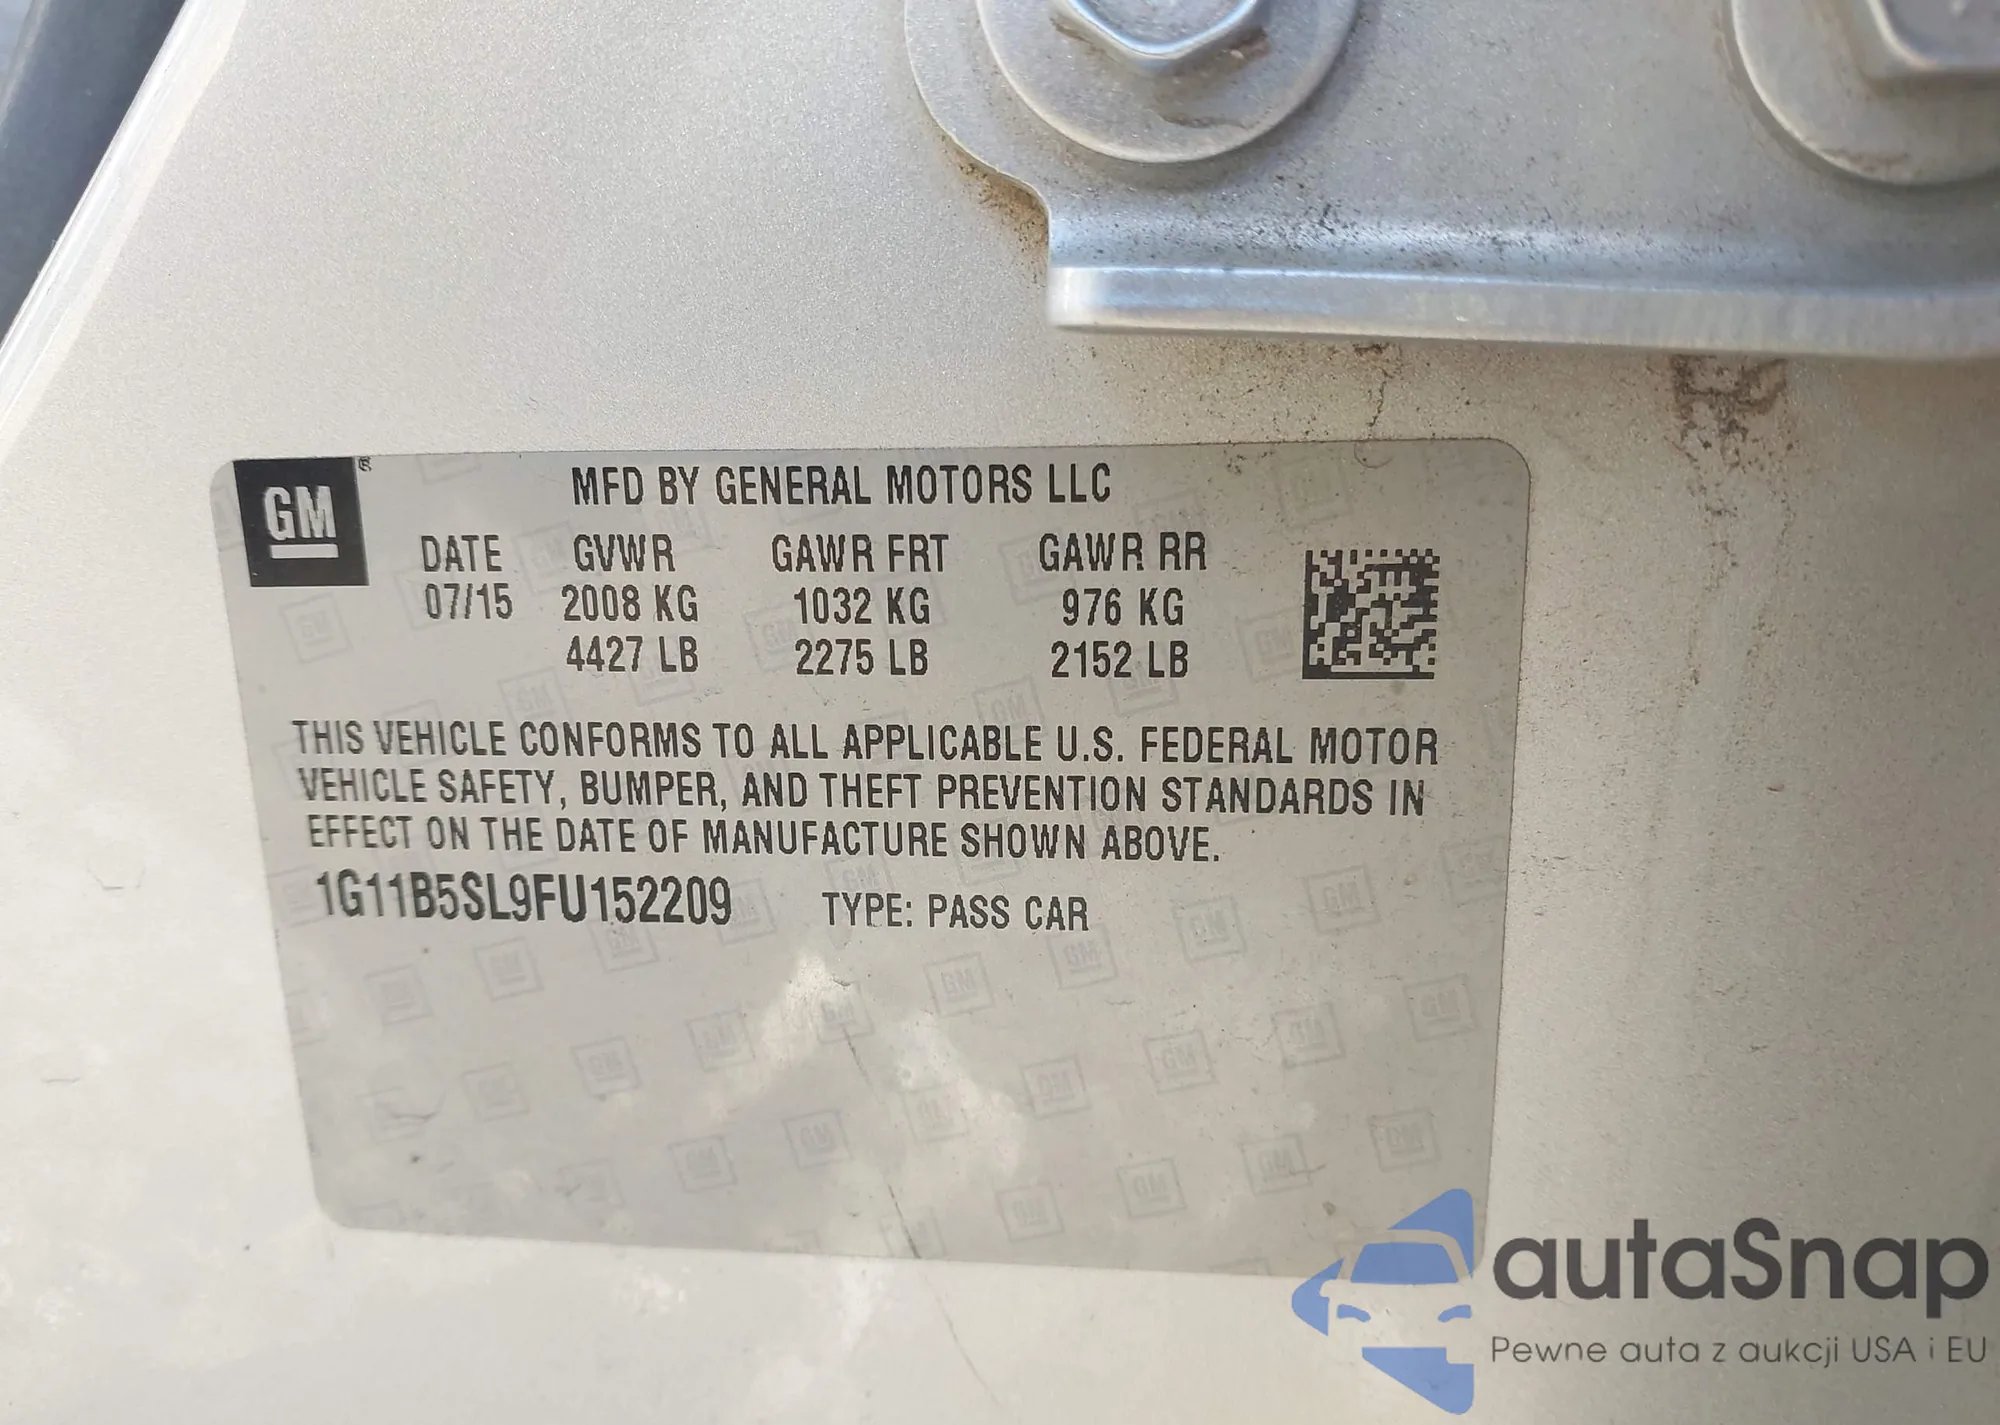 GM ®
MFD BY GENERAL MOTORS LLC
DATE GVWR GAWR FRT GAWR RR
07/15 2008 KG 1032 KG 976 KG
4427 LB 2275 LB 2152 LB
THIS VEHICLE CONFORMS TO ALL APPLICABLE U.S. FEDERAL MOTOR
VEHICLE SAFETY, BUMPER, AND THEFT PREVENTION STANDARDS IN
EFFECT ON THE DATE OF MANUFACTURE SHOWN ABOVE.
1G11B5SL9FU152209 TYPE: PASS CAR
autaSnap
Pewne auta z aukcji USA i EU